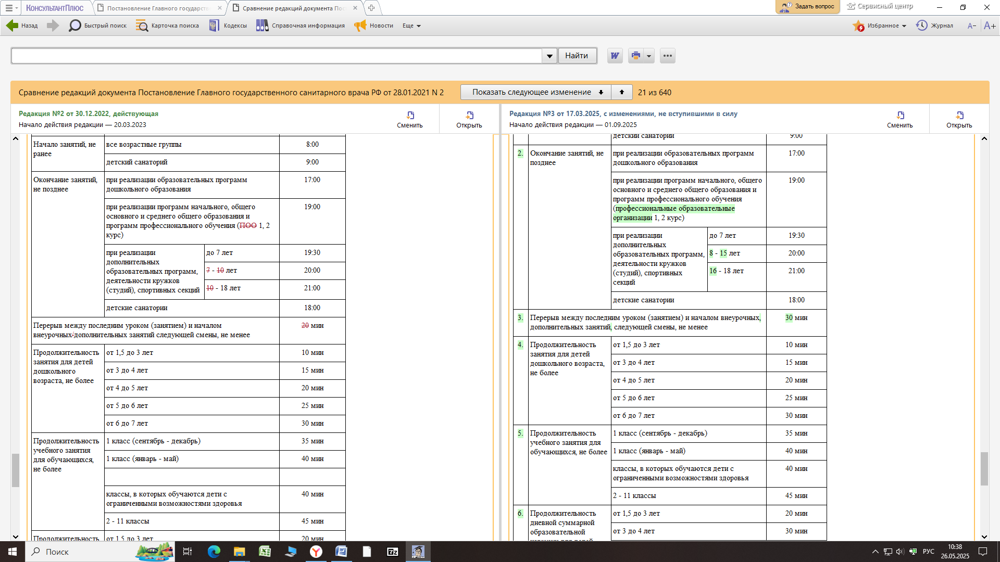 КОНСУЛЬТАНТПЛЮС
Постановление Главного государств
Сравнение редакций документа Пос
Задать вопрос
Сервисный центр
Назад
Быстрый поиск
Карточка поиска
Кодексы
Справочная информация
Новости
Еще
Избранное
Журнал
A−
A+
Найти
Сравнение редакций документа Постановление Главного государственного санитарного врача РФ от 28.01.2021 N 2
Показать следующее изменение
21 из 640
Редакция №2 от 30.12.2022, действующая
Начало действия редакции — 20.03.2023
Сменить
Открыть
Начало занятий, не
ранее
все возрастные группы
8:00
детский санаторий
9:00
Окончание занятий,
не позднее
при реализации образовательных программ
дошкольного образования
17:00
при реализации программ начального, общего
основного и среднего общего образования и
программ профессионального обучения (ПОО 1, 2
курс)
19:00
при реализации
дополнительных
образовательных программ,
деятельности кружков
(студий), спортивных секций
до 7 лет
19:30
7 - 10 лет
20:00
10 - 18 лет
21:00
детские санатории
18:00
Перерыв между последним уроком (занятием) и началом
внеурочных/дополнительных занятий следующей смены, не менее
20 мин
Продолжительность
занятия для детей
дошкольного
возраста, не более
от 1,5 до 3 лет
10 мин
от 3 до 4 лет
15 мин
от 4 до 5 лет
20 мин
от 5 до 6 лет
25 мин
от 6 до 7 лет
30 мин
Продолжительность
учебного занятия
для обучающихся,
не более
1 класс (сентябрь - декабрь)
35 мин
1 класс (январь - май)
40 мин
классы, в которых обучаются дети с
ограниченными возможностями здоровья
40 мин
2 - 11 классы
45 мин
Продолжительность
от 1,5 до 3 лет
20 мин
Редакция №3 от 17.03.2025, с изменениями, не вступившими в силу
Начало действия редакции — 01.09.2025
Сменить
Открыть
детский санаторий
9:00
2.
Окончание занятий, не
позднее
при реализации образовательных программ
дошкольного образования
17:00
при реализации программ начального, общего
основного и среднего общего образования и
программ профессионального обучения
(профессиональные образовательные
организации 1, 2 курс)
19:00
при реализации
дополнительных
образовательных программ,
деятельности кружков
(студий), спортивных
секций
до 7 лет
19:30
8 - 15 лет
20:00
16 - 18 лет
21:00
детские санатории
18:00
3.
Перерыв между последним уроком (занятием) и началом внеурочных,
дополнительных занятий, следующей смены, не менее
30 мин
4.
Продолжительность
занятия для детей
дошкольного возраста,
не более
от 1,5 до 3 лет
10 мин
от 3 до 4 лет
15 мин
от 4 до 5 лет
20 мин
от 5 до 6 лет
25 мин
от 6 до 7 лет
30 мин
5.
Продолжительность
учебного занятия для
обучающихся, не более
1 класс (сентябрь - декабрь)
35 мин
1 класс (январь - май)
40 мин
классы, в которых обучаются дети с
ограниченными возможностями здоровья
40 мин
2 - 11 классы
45 мин
6.
Продолжительность
дневной суммарной
образовательной
от 1,5 до 3 лет
20 мин
от 3 до 4 лет
30 мин
Поиск
7z
РУС
10:38
26.05.2025